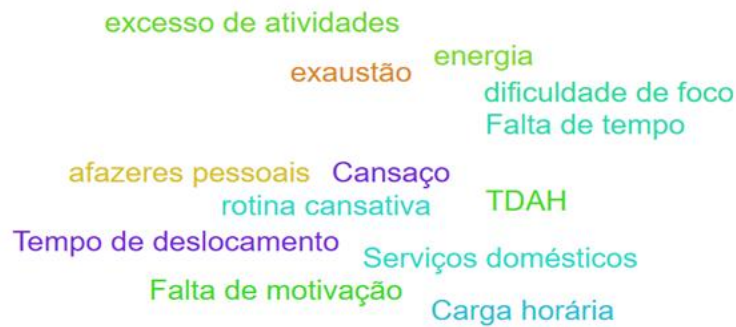 excesso de atividades
energia
exaustão
dificuldade de foco
Falta de tempo
afazeres pessoais
Cansaço
TDAH
rotina cansativa
Tempo de deslocamento
Serviços domésticos
Falta de motivação
Carga horária